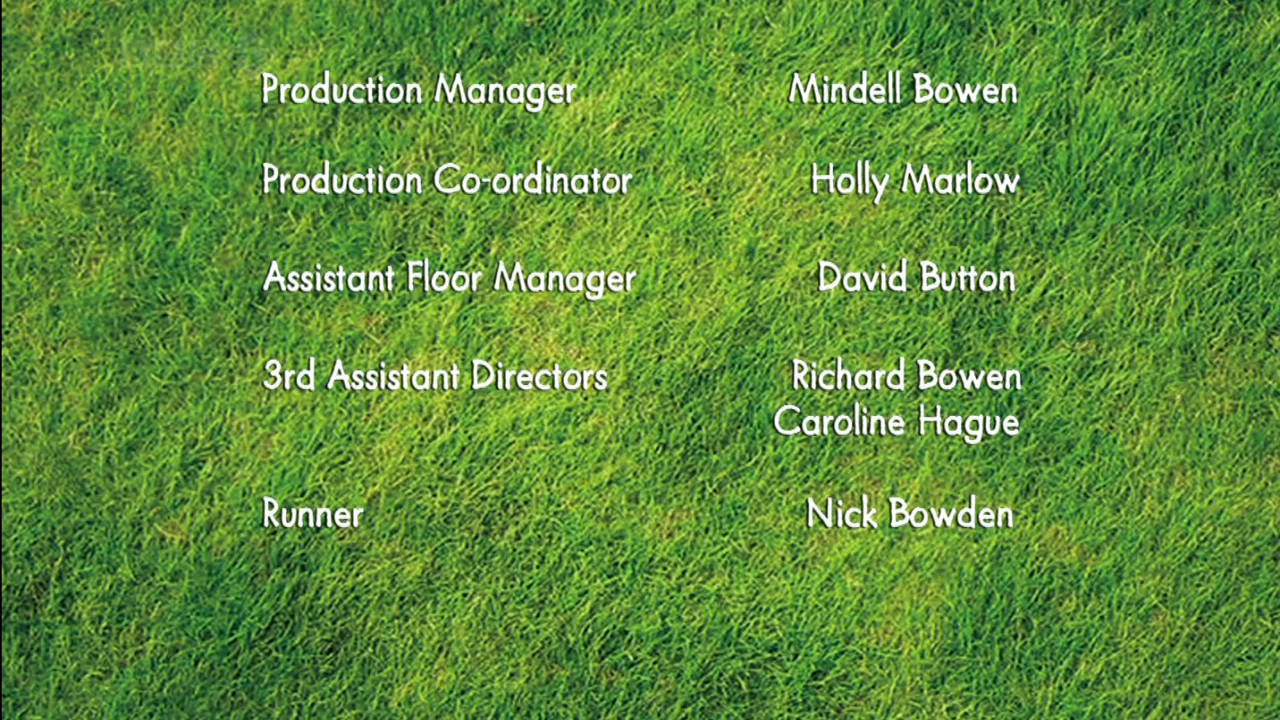 Production Manager Mindell Bowen
Production Co-ordinator Holly Marlow
Assistant Floor Manager David Button
3rd Assistant Directors Richard Bowen
Caroline Hague
Runner Nick Bowden